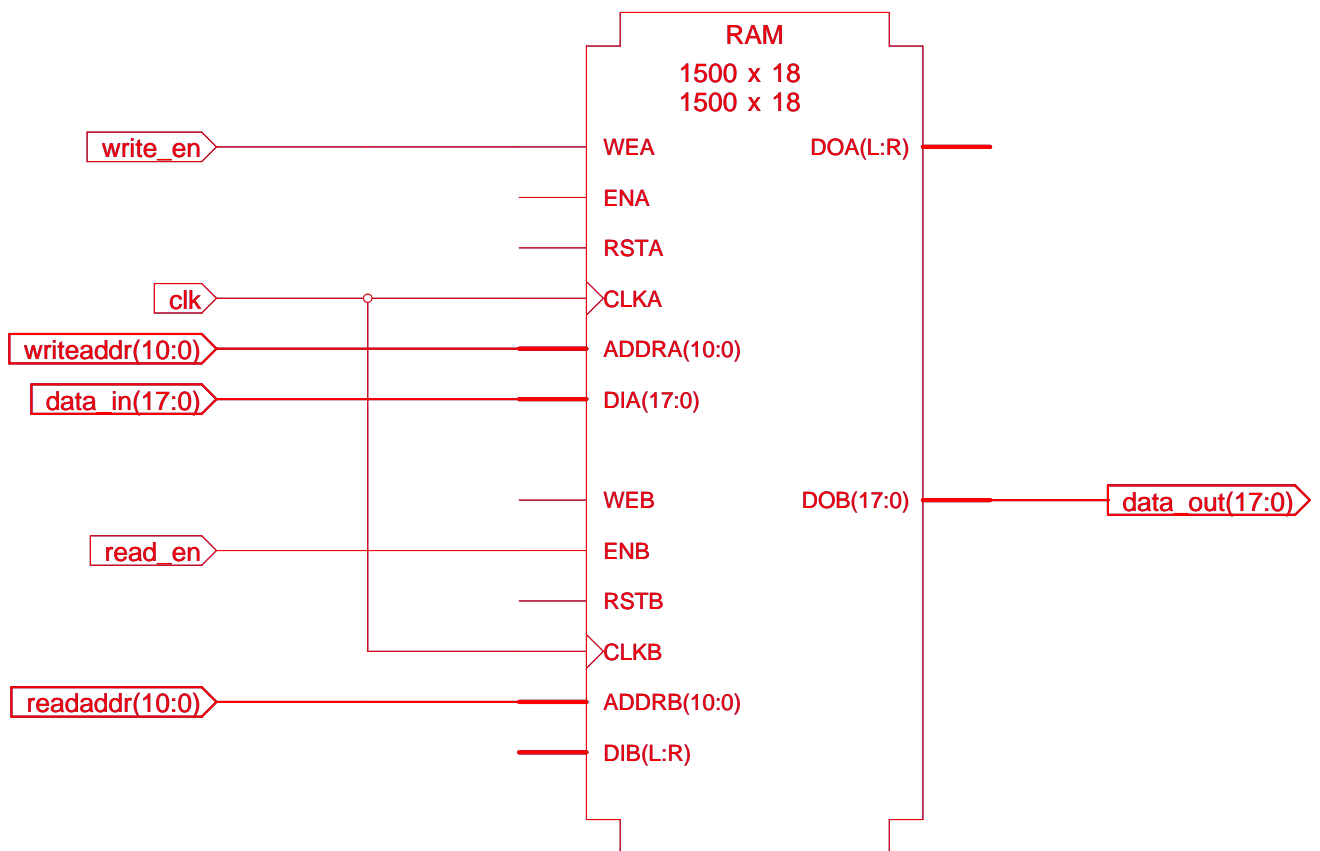 RAM
1500 x 18
1500 x 18
write_en
WEA
DOA(L:R)
ENA
RSTA
clk
CLKA
writeaddr(10:0)
ADDRA(10:0)
data_in(17:0)
DIA(17:0)
WEB
DOB(17:0)
data_out(17:0)
read_en
ENB
RSTB
CLKB
readaddr(10:0)
ADDRB(10:0)
DIB(L:R)